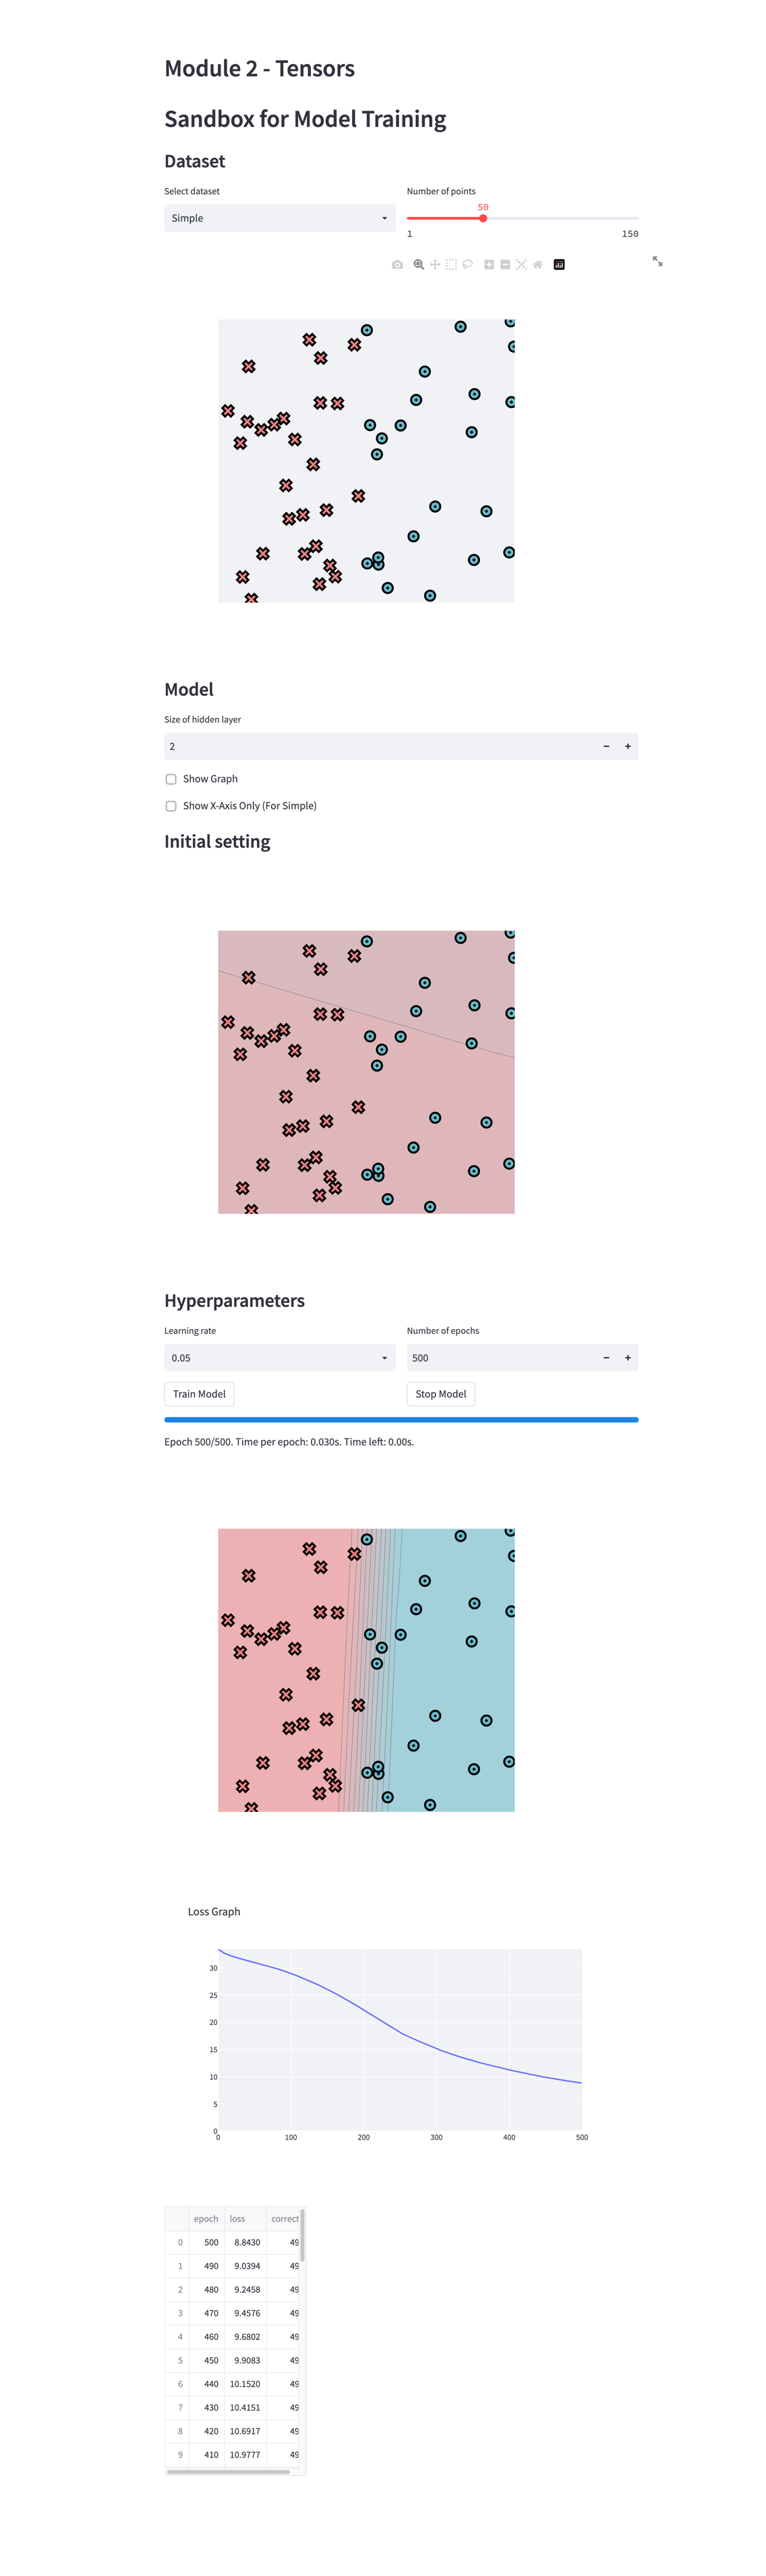 Module 2 - Tensors
Sandbox for Model Training
Dataset
Select dataset Number of points
Simple 50
1 150
Model
Size of hidden layer
2
Show Graph
Show X-Axis Only (For Simple)
Initial setting
Hyperparameters
Learning rate Number of epochs
0.05 500
Train Model Stop Model
Epoch 500/500. Time per epoch: 0.030s. Time left: 0.00s.
Loss Graph
30
25
20
15
10
5
0
0 100 200 300 400 500
epoch loss correct
0 500 8.8430 49
1 490 9.0394 49
2 480 9.2458 49
3 470 9.4576 49
4 460 9.6802 49
5 450 9.9083 49
6 440 10.1520 49
7 430 10.4151 49
8 420 10.6917 49
9 410 10.9777 49